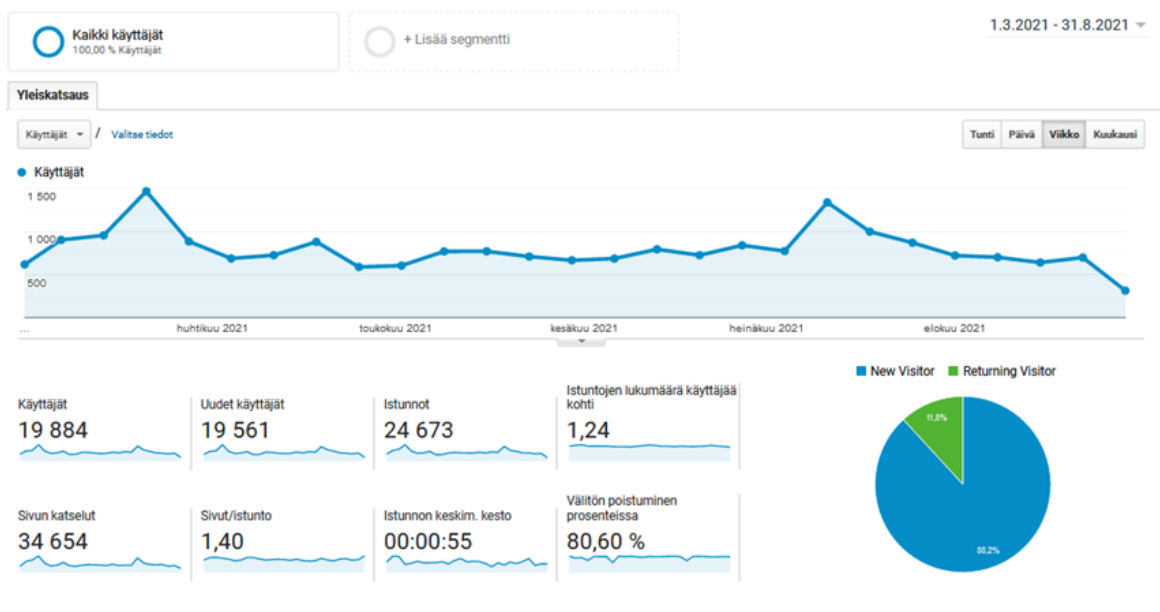 Kaikki käyttäjät
100,00 % Käyttäjät
+ Lisää segmentti
1.3.2021 - 31.8.2021
Yleiskatsaus
Käyttäjät / Valitse tiedot
Tunti Päivä Viikko Kuukausi
Käyttäjät
1 500
1 000
500
... huhtikuu 2021 toukokuu 2021 kesäkuu 2021 heinäkuu 2021 elokuu 2021
New Visitor Returning Visitor
Käyttäjät
19 884
Uudet käyttäjät
19 561
Istunnot
24 673
Istuntojen lukumäärä käyttäjää
kohti
1,24
11,8%
88,2%
Sivun katselut
34 654
Sivut/istunto
1,40
Istunnon keskim. kesto
00:00:55
Välitön poistuminen
prosenteissa
80,60 %